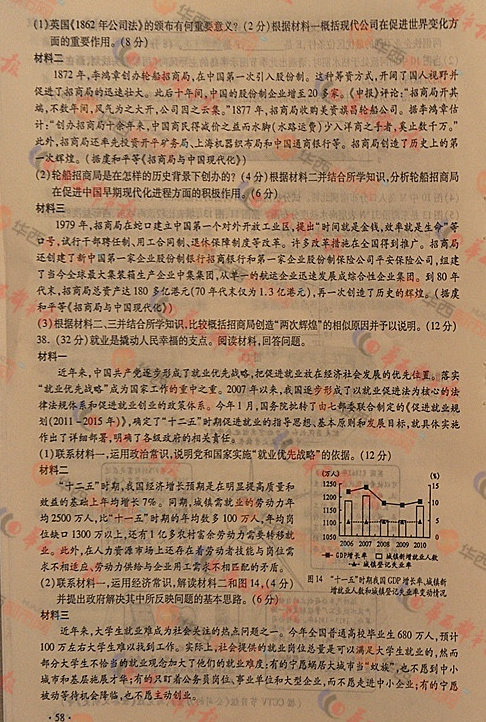 (1)英国《1862年公司法》的颁布有何重要意义？(2分)根据材料一概括现代公司在促进世界变化方
面的重要作用。(8分)
材料二
1872年,李鸿章创办轮船招商局,在中国第一次引入股份制。这种筹资方式,开阔了国人视野并
促进了招商局的迅速壮大。此后十年间,中国的股份制企业增至20多家。《申报》评论:“招商局开其
端,不数年间,风气为之大开,公司因之云集。”1877年,招商局收购美资旗昌轮船公司。据李鸿章估
计:“创办招商局十余年来,中国商民得减价之益而水脚(水路运费)少入洋商之手者,奚止数千万。”
此外,招商局还率先投资开平矿务局、上海机器织布局和中国通商银行等。招商局创造了历史上的第
一次辉煌。(据虞和平等《招商局与中国现代化》)
(2)轮船招商局是在怎样的历史背景下创办的？(4分)根据材料二并结合所学知识,分析轮船招商局
在促进中国早期现代化进程方面的积极作用。(6分)
材料三
1979年,招商局在蛇口建立中国第一个对外开放工业区,提出“时间就是金钱,效率就是生命”等
口号,试行干部聘任制、用工合同制、退休保障制度等改革。许多改革措施在全国得到推广。招商局
还创建了新中国第一家企业股份制银行招商银行和第一家企业股份制保险公司平安保险公司,组建
了当今全球最大集装箱生产企业中集集团,从单一的航运企业迅速发展成综合性企业集团。到80年
代末,招商局总资产达180多亿港元(70年代末仅为1.3亿港元),再一次创造了历史的辉煌。(据虞
和平等《招商局与中国现代化》)
(3)根据材料二、三并结合所学知识,比较概括招商局创造“两次辉煌”的相似原因并予以说明。(12分)
38.(32分)就业是撬动人民幸福的支点。阅读材料,回答问题。
材料一
近年来,中国共产党逐步形成了就业优先战略,把促进就业放在经济社会发展的优先位置。落实
“就业优先战略”成为国家工作的重中之重。2007年以来,我国逐步形成了以就业促进法为核心的法
律法规体系和促进就业创业的政策体系。今年1月,国务院批转了由七部委联合制定的《促进就业规
划(2011—2015年)》,确定了“十二五”时期促进就业的指导思想、基本原则和发展目标,就具体实施
作出了详细部署,明确了各级政府的相关责任。
(1)联系材料一,运用政治常识,说明党和国家实施“就业优先战略”的依据。(12分)
材料二
“十二五”时期,我国经济增长预期是在明显提高质量和
效益的基础上年均增长7%。同期,城镇需就业的劳动力年
均2500万人,比“十一五”时期的年均数多100万人,年均岗
位缺口1300万以上,还有1亿多农村富余劳动力需要转移就
业。此外,在人力资源市场上还存在着劳动者技能与岗位需
求不相适应、劳动力供给与企业用工需求不相匹配的矛盾。
(2)联系材料一,运用经济常识,解读材料二和图14,(4分)
并提出政府解决其中所反映问题的基本思路。(6分)
(万人) (%)
1250 15
1200
1150 10
1100
1050 5
1000
950 0
2006 2007 2008 2009 2010
GDP增长率 城镇新增就业人数
城镇登记失业率
图14 “十一五”时期我国GDP增长率、城镇新
增就业人数和城镇登记失业率变动情况
材料三
近年来,大学生就业难成为社会关注的热点问题之一。今年全国普通高校毕业生680万人,预计
100万左右大学生难以找到工作。实际上,社会提供的就业岗位总量是可以满足大学生就业的,然而
部分大学生不恰当的就业观念加大了他们的就业难度:有的宁愿蜗居大城市当“蚁族”,也不愿到中小
城市和基层施展才华;有的只盯着公务员岗位、事业单位和大型企业,而不愿走进中小企业;有的宁愿
被动等待机会降临,也不愿主动创业。
· 58 ·